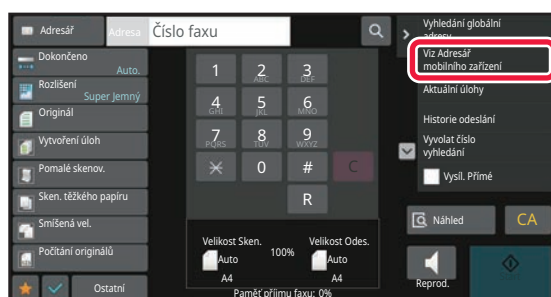 Adresář
Adresa
Číslo faxu
Dokončeno
Auto.
Rozlišení
Super Jemný
Originál
Vytvoření úloh
Pomalé skenov.
Sken. těžkého papíru
Smíšená vel.
Počítání originálů
Ostatní
1
2
ABC
3
DEF
4
GHI
5
JKL
6
MNO
7
PQRS
8
TUV
9
WXYZ
0
#
C
R
Velikost Sken.
100%
Velikost Odes.
Auto
Auto
A4
A4
Paměť příjmu faxu: 0%
Vyhledání globální
adresy
Viz Adresář
mobilního zařízení
Aktuální úlohy
Historie odeslání
Vyvolat číslo
vyhledání
Vysíl. Přímé
Náhled
CA
Reprod.